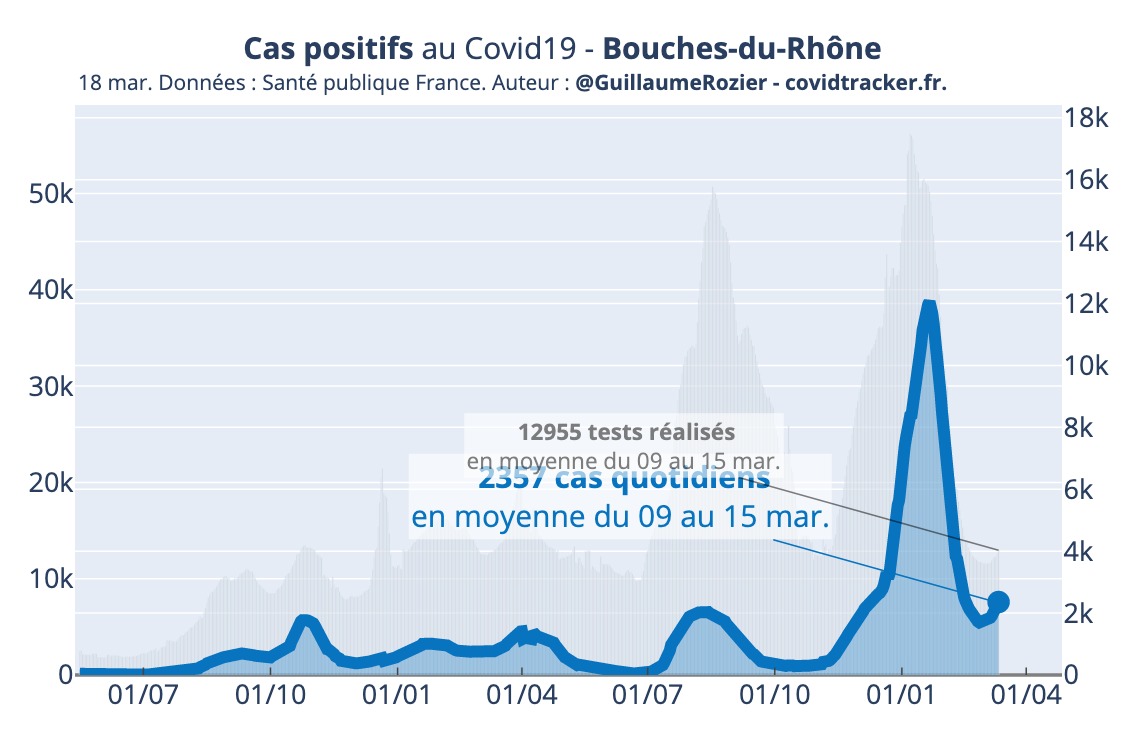 Cas positifs au Covid19 - Bouches-du-Rhône
18 mar. Données : Santé publique France. Auteur : @GuillaumeRozier - covidtracker.fr.
18k
16k
14k
12k
10k
8k
6k
4k
2k
0
50k
40k
30k
20k
10k
0
12955 tests réalisés
en moyenne du 09 au 15 mar.
2357 cas quotidiens
en moyenne du 09 au 15 mar.
01/07 01/10 01/01 01/04 01/07 01/10 01/01 01/04